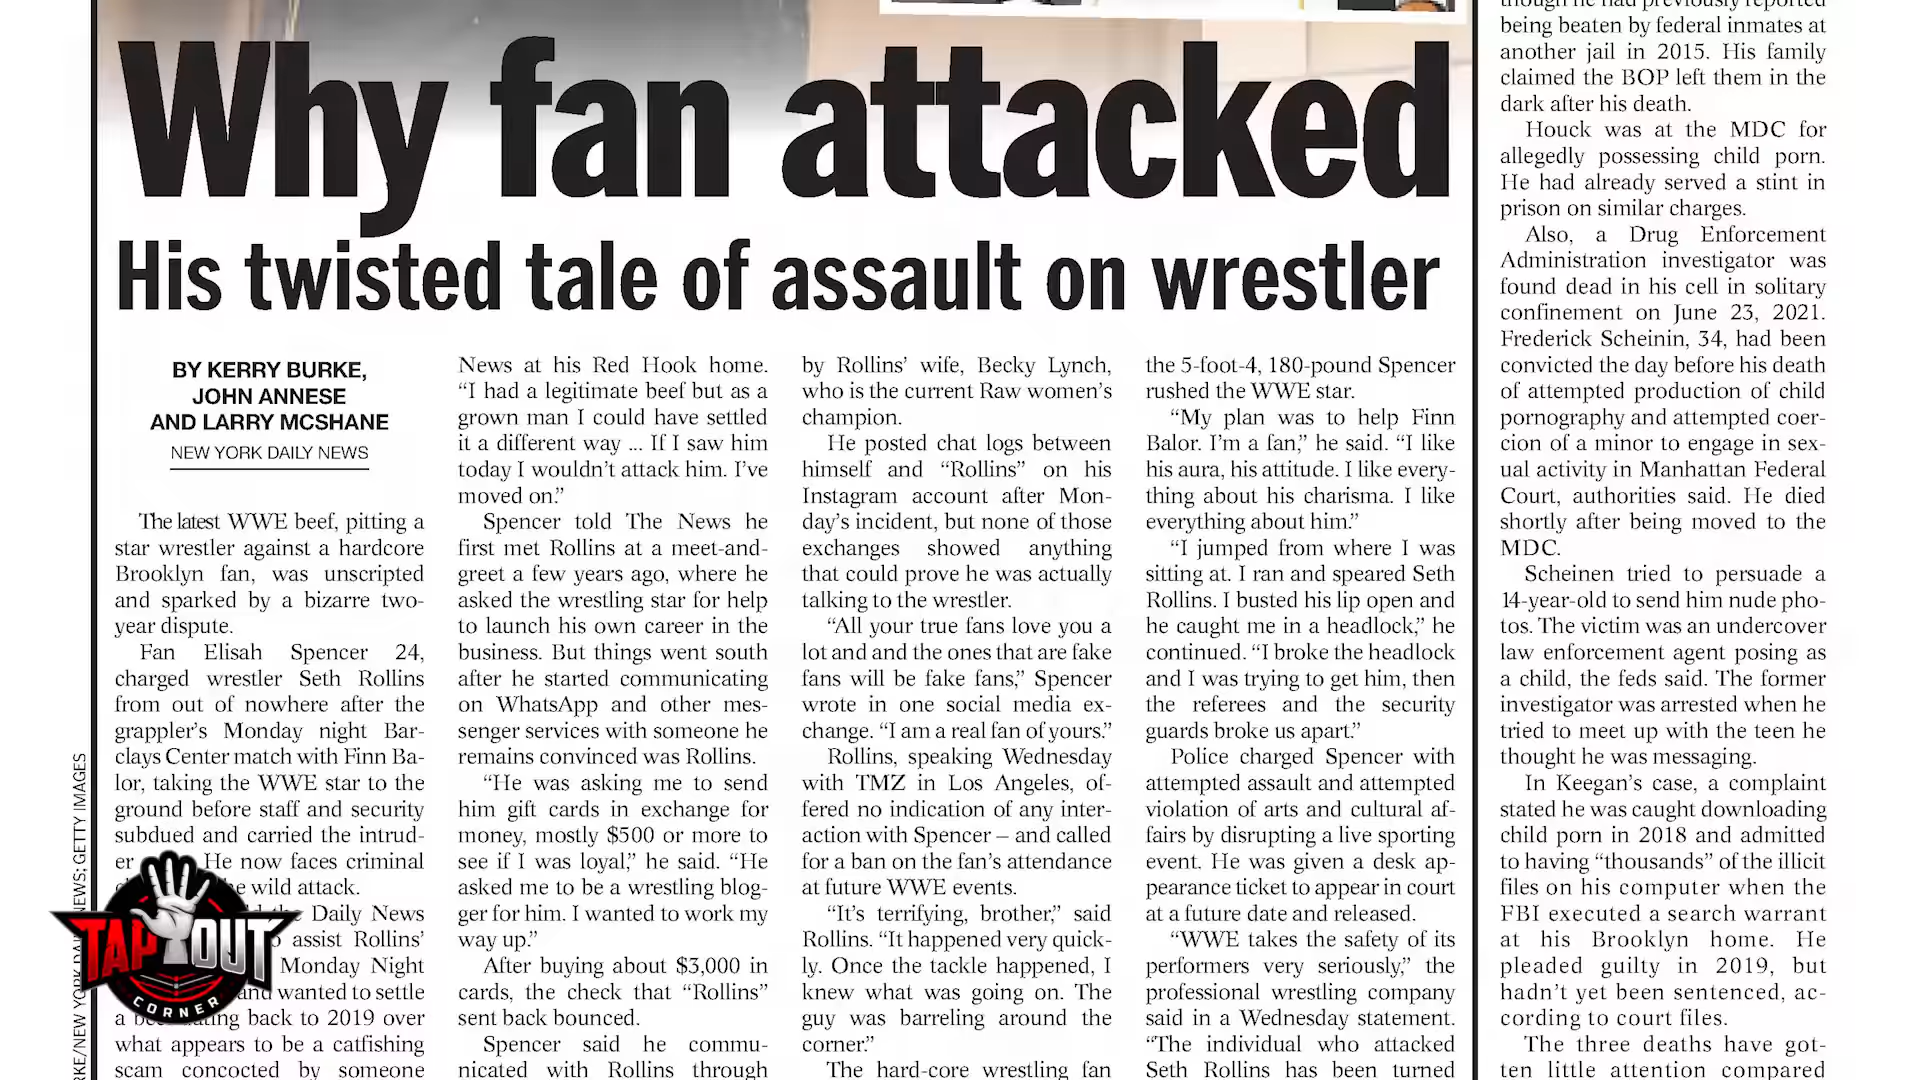 Why fan attacked
His twisted tale of assault on wrestler
BY KERRY BURKE,
JOHN ANNESE
AND LARRY MCSHANE
NEW YORK DAILY NEWS
The latest WWE beef, pitting a
star wrestler against a hardcore
Brooklyn fan, was unscripted
and sparked by a bizarre two-
year dispute.
Fan Elisah Spencer 24,
charged wrestler Seth Rollins
from out of nowhere after the
grappler's Monday night Bar-
clays Center match with Finn Ba-
lor, taking the WWE star to the
ground before staff and security
subdued and carried the intrud-
er He now faces criminal
wild attack.
Daily News
assist Rollins'
Monday Night
and wanted to settle
a dating back to 2019 over
what appears to be a catfishing
scam concocted by someone
News at his Red Hook home.
“I had a legitimate beef but as a
grown man I could have settled
it a different way ... If I saw him
today I wouldn't attack him. I've
moved on.”
Spencer told The News he
first met Rollins at a meet-and-
greet a few years ago, where he
asked the wrestling star for help
to launch his own career in the
business. But things went south
after he started communicating
on WhatsApp and other mes-
senger services with someone he
remains convinced was Rollins.
“He was asking me to send
him gift cards in exchange for
money, mostly $500 or more to
see if I was loyal,” he said. “He
asked me to be a wrestling blog-
ger for him. I wanted to work my
way up.”
After buying about $3,000 in
cards, the check that “Rollins”
sent back bounced.
Spencer said he commu-
nicated with Rollins through
by Rollins' wife, Becky Lynch,
who is the current Raw women's
champion.
He posted chat logs between
himself and “Rollins” on his
Instagram account after Mon-
day's incident, but none of those
exchanges showed anything
that could prove he was actually
talking to the wrestler.
“All your true fans love you a
lot and and the ones that are fake
fans will be fake fans,” Spencer
wrote in one social media ex-
change. “I am a real fan of yours.”
Rollins, speaking Wednesday
with TMZ in Los Angeles, of-
fered no indication of any inter-
action with Spencer – and called
for a ban on the fan's attendance
at future WWE events.
“It's terrifying, brother,” said
Rollins. “It happened very quick-
ly. Once the tackle happened, I
knew what was going on. The
guy was barreling around the
corner.”
The hard-core wrestling fan
the 5-foot-4, 180-pound Spencer
rushed the WWE star.
“My plan was to help Finn
Balor. I'm a fan,” he said. “I like
his aura, his attitude. I like every-
thing about his charisma. I like
everything about him.”
“I jumped from where I was
sitting at. I ran and speared Seth
Rollins. I busted his lip open and
he caught me in a headlock,” he
continued. “I broke the headlock
and I was trying to get him, then
the referees and the security
guards broke us apart.”
Police charged Spencer with
attempted assault and attempted
violation of arts and cultural af-
fairs by disrupting a live sporting
event. He was given a desk ap-
pearance ticket to appear in court
at a future date and released.
“WWE takes the safety of its
performers very seriously,” the
professional wrestling company
said in a Wednesday statement.
“The individual who attacked
Seth Rollins has been turned
though he had previously reported
being beaten by federal inmates at
another jail in 2015. His family
claimed the BOP left them in the
dark after his death.
Houck was at the MDC for
allegedly possessing child porn.
He had already served a stint in
prison on similar charges.
Also, a Drug Enforcement
Administration investigator was
found dead in his cell in solitary
confinement on June 23, 2021.
Frederick Scheinin, 34, had been
convicted the day before his death
of attempted production of child
pornography and attempted coer-
cion of a minor to engage in sex-
ual activity in Manhattan Federal
Court, authorities said. He died
shortly after being moved to the
MDC.
Scheinen tried to persuade a
14-year-old to send him nude pho-
tos. The victim was an undercover
law enforcement agent posing as
a child, the feds said. The former
investigator was arrested when he
tried to meet up with the teen he
thought he was messaging.
In Keegan's case, a complaint
stated he was caught downloading
child porn in 2018 and admitted
to having “thousands” of the illicit
files on his computer when the
FBI executed a search warrant
at his Brooklyn home. He
pleaded guilty in 2019, but
hadn't yet been sentenced, ac-
cording to court files.
The three deaths have got-
ten little attention compared
NEWS; GETTY IMAGES
TAP OUT
CORNER